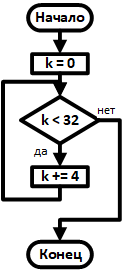 Начало
k = 0
k < 32
нет
да
k += 4
Конец